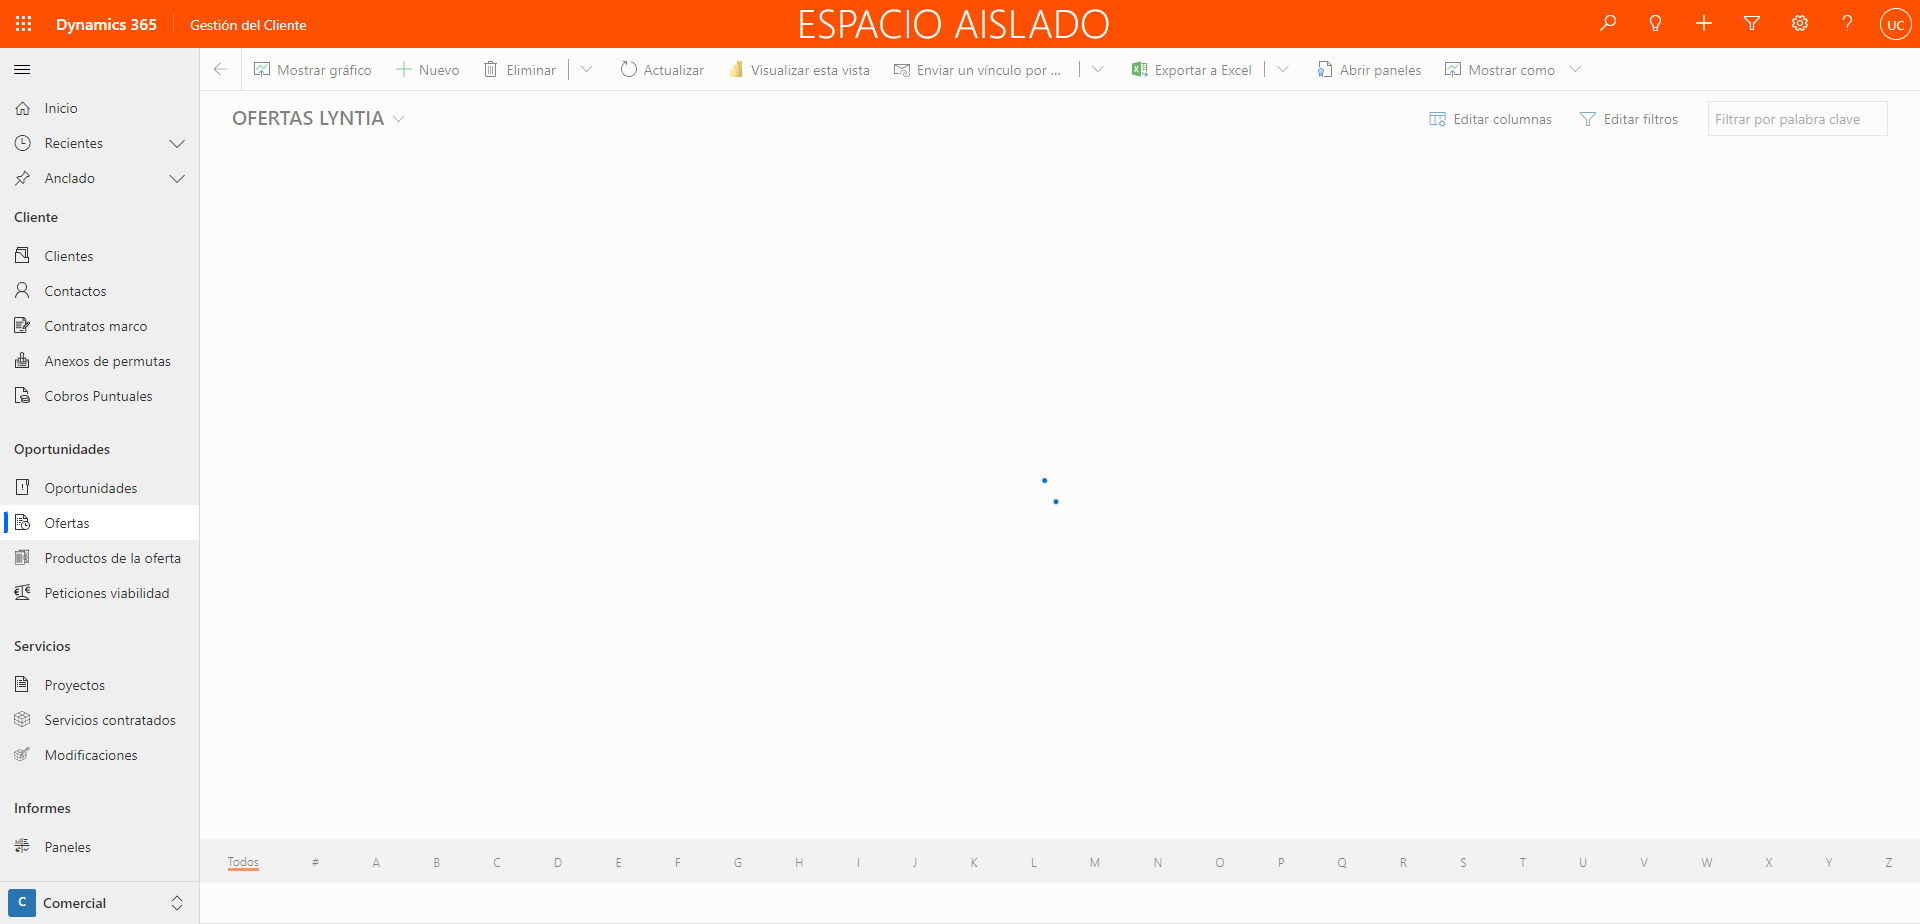 Dynamics 365
Gestión del Cliente
ESPACIO AISLADO
UC
Mostrar gráfico
Nuevo
Eliminar
Actualizar
Visualizar esta vista
Enviar un vínculo por ...
Exportar a Excel
Abrir paneles
Mostrar como
Inicio
Recientes
Anclado
Cliente
Clientes
Contactos
Contratos marco
Anexos de permutas
Cobros Puntuales
Oportunidades
Oportunidades
Ofertas
Productos de la oferta
Peticiones viabilidad
Servicios
Proyectos
Servicios contratados
Modificaciones
Informes
Paneles
C Comercial
OFERTAS LYNTIA
Editar columnas
Editar filtros
Filtrar por palabra clave
Todos # A B C D E F G H I J K L M N O P Q R S T U V W X Y Z